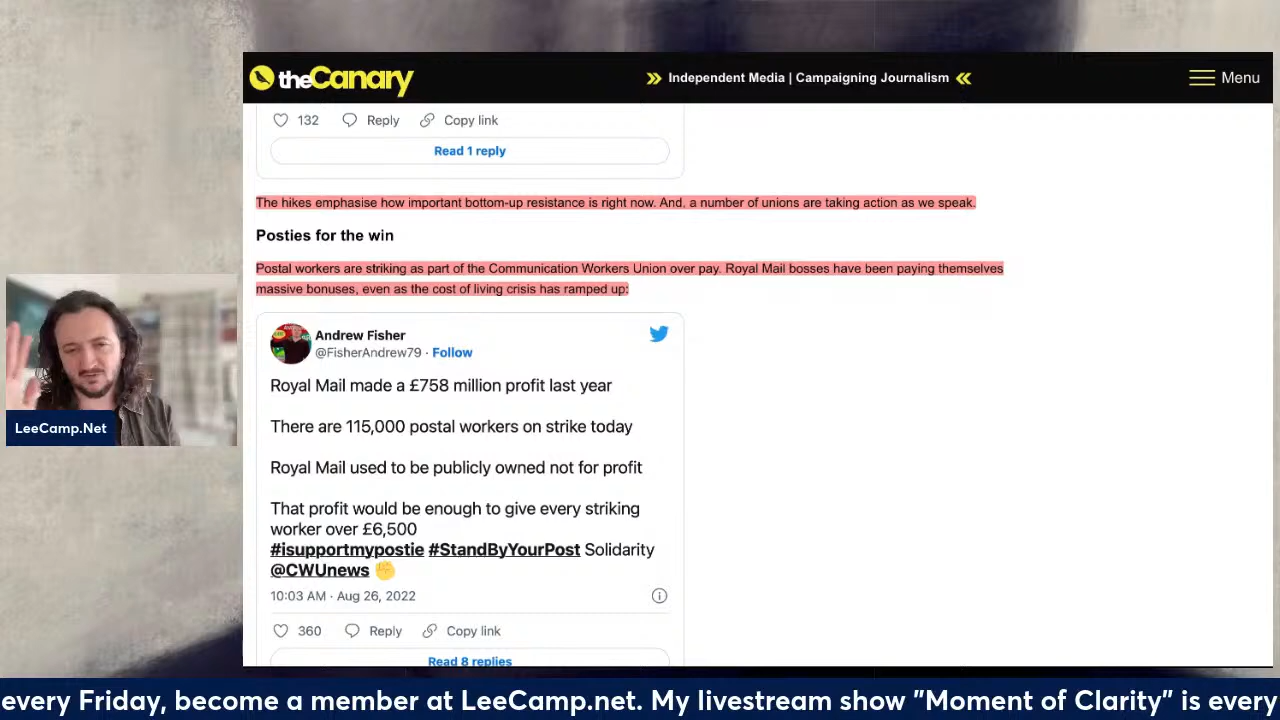 theCanary
Independent Media | Campaigning Journalism
Menu
132 Reply Copy link
Read 1 reply
The hikes emphasise how important bottom-up resistance is right now. And, a number of unions are taking action as we speak.
Posties for the win
Postal workers are striking as part of the Communication Workers Union over pay. Royal Mail bosses have been paying themselves
massive bonuses, even as the cost of living crisis has ramped up:
Andrew Fisher
@FisherAndrew79 · Follow
Royal Mail made a £758 million profit last year
There are 115,000 postal workers on strike today
Royal Mail used to be publicly owned not for profit
That profit would be enough to give every striking
worker over £6,500
#isupportmypostie #StandByYourPost Solidarity
@CWUnews ✊
10:03 AM · Aug 26, 2022
360 Reply Copy link
Read 8 replies
LeeCamp.Net
every Friday, become a member at LeeCamp.net. My livestream show "Moment of Clarity" is every